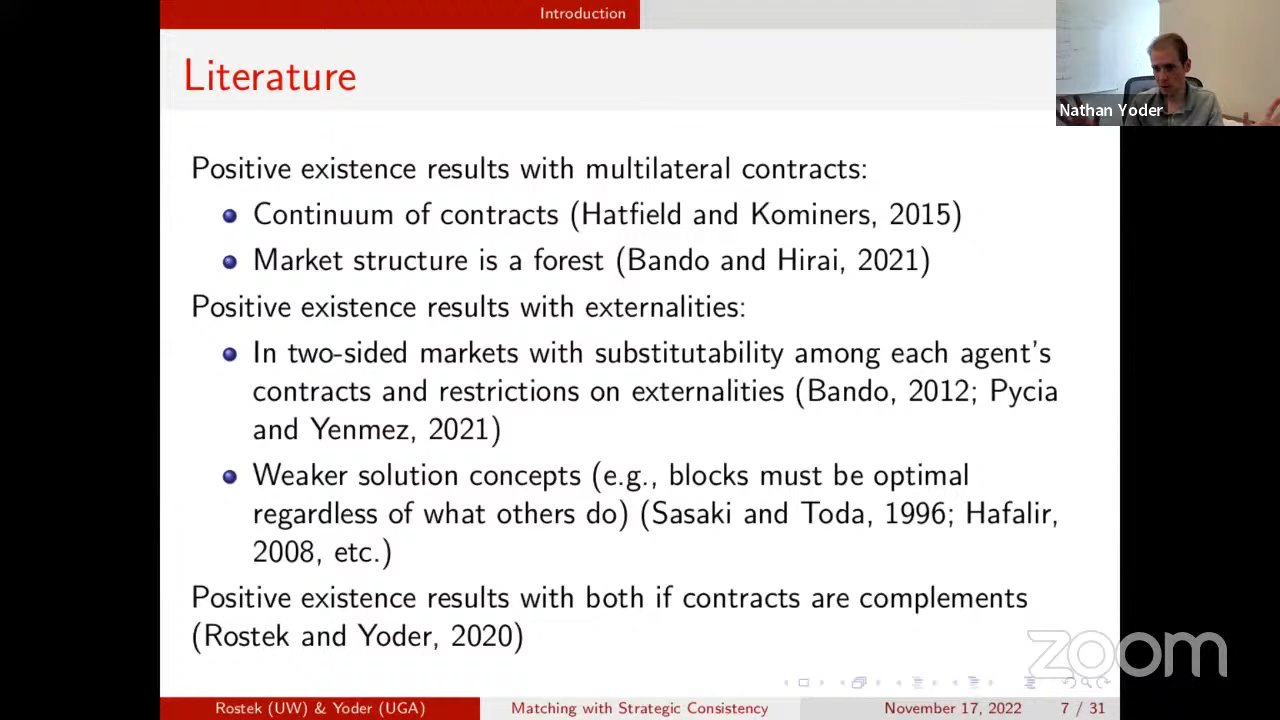 Introduction
Literature
Nathan Yoder
Positive existence results with multilateral contracts:
Continuum of contracts (Hatfield and Kominers, 2015)
Market structure is a forest (Bando and Hirai, 2021)
Positive existence results with externalities:
In two-sided markets with substitutability among each agent's
contracts and restrictions on externalities (Bando, 2012; Pycia
and Yenmez, 2021)
Weaker solution concepts (e.g., blocks must be optimal
regardless of what others do) (Sasaki and Toda, 1996; Hafalir,
2008, etc.)
Positive existence results with both if contracts are complements
(Rostek and Yoder, 2020)
zoom
Rostek (UW) & Yoder (UGA)
Matching with Strategic Consistency
November 17, 2022
7 / 31